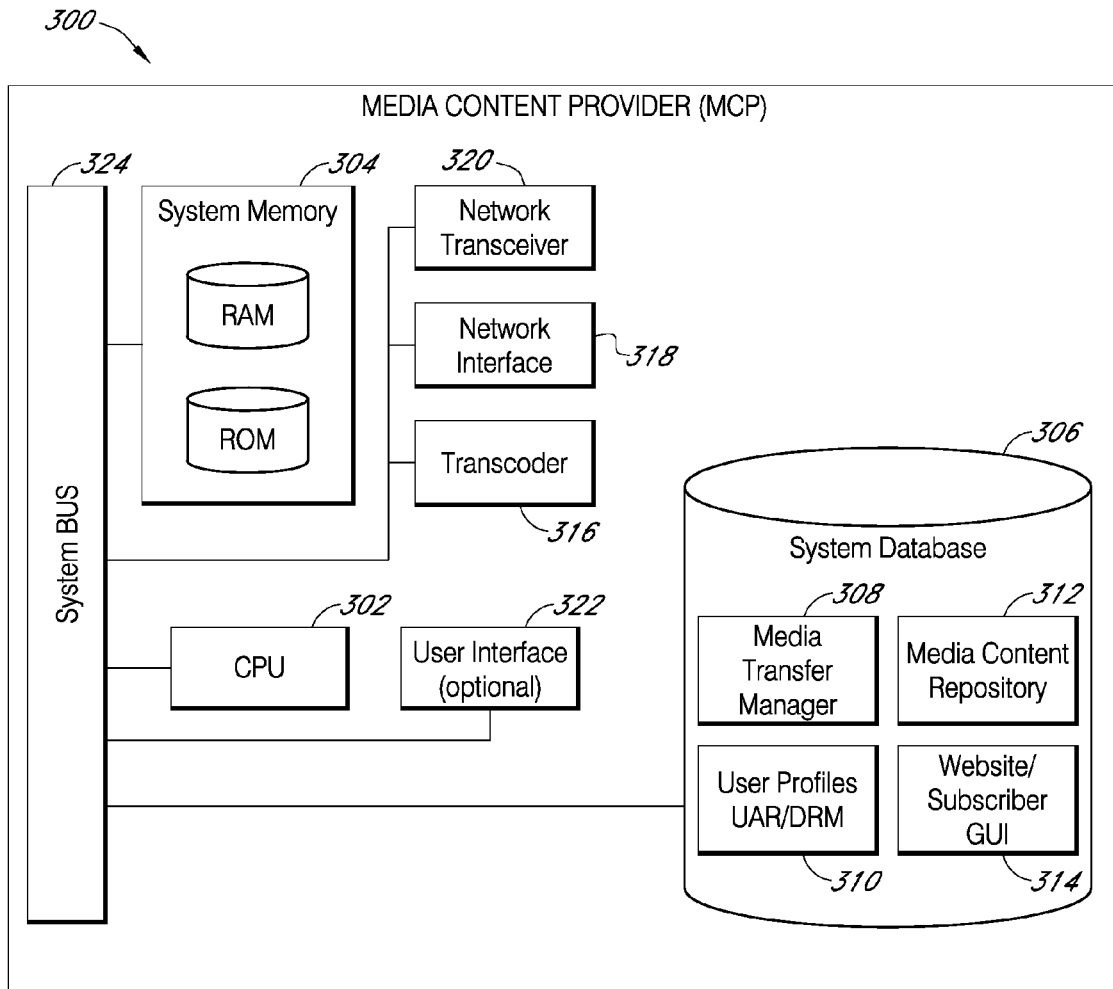 300
MEDIA CONTENT PROVIDER (MCP)
324
304
320
System Memory
RAM
ROM
Network
Transceiver
Network
Interface
318
Transcoder
316
System BUS
302
CPU
322
User Interface
(optional)
306
System Database
308
Media
Transfer
Manager
312
Media Content
Repository
User Profiles
UAR/DRM
310
Website/
Subscriber
GUI
314